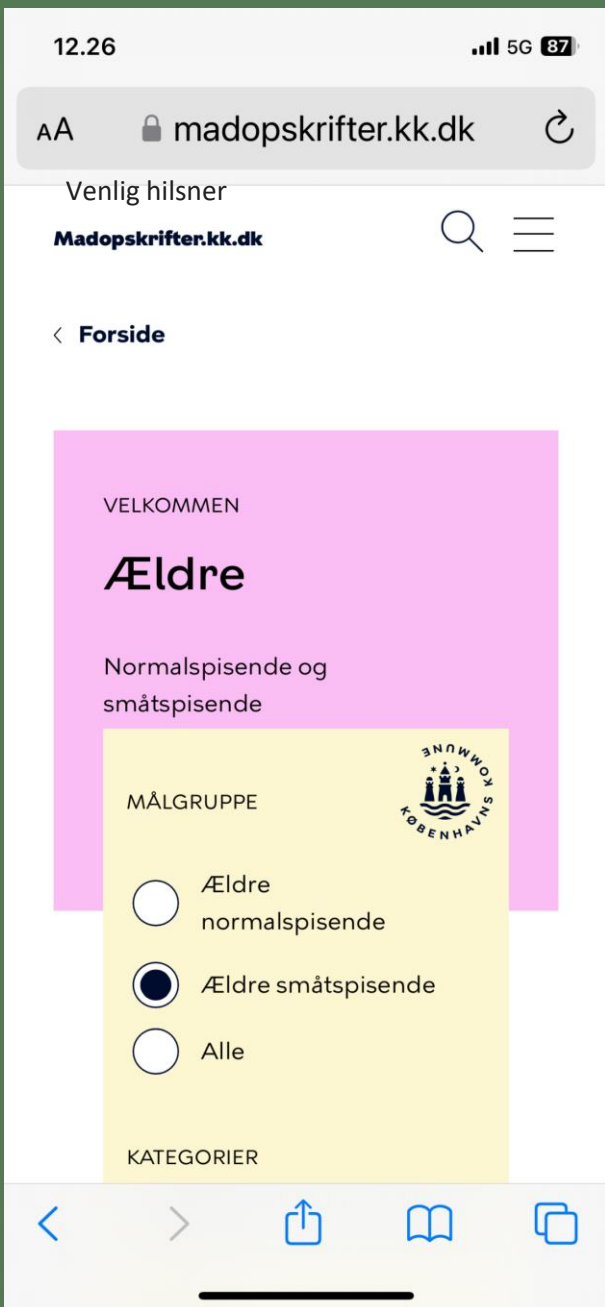 12.26 5G 87
AA madopskrifter.kk.dk
Venlig hilsner
Madopskrifter.kk.dk
Forside
VELKOMMEN
Ældre
Normalspisende og
småtspisende
KØBENHAVNS KOMMUNE
MÅLGRUPPE
Ældre
normalspisende
Ældre småtspisende
Alle
KATEGORIER